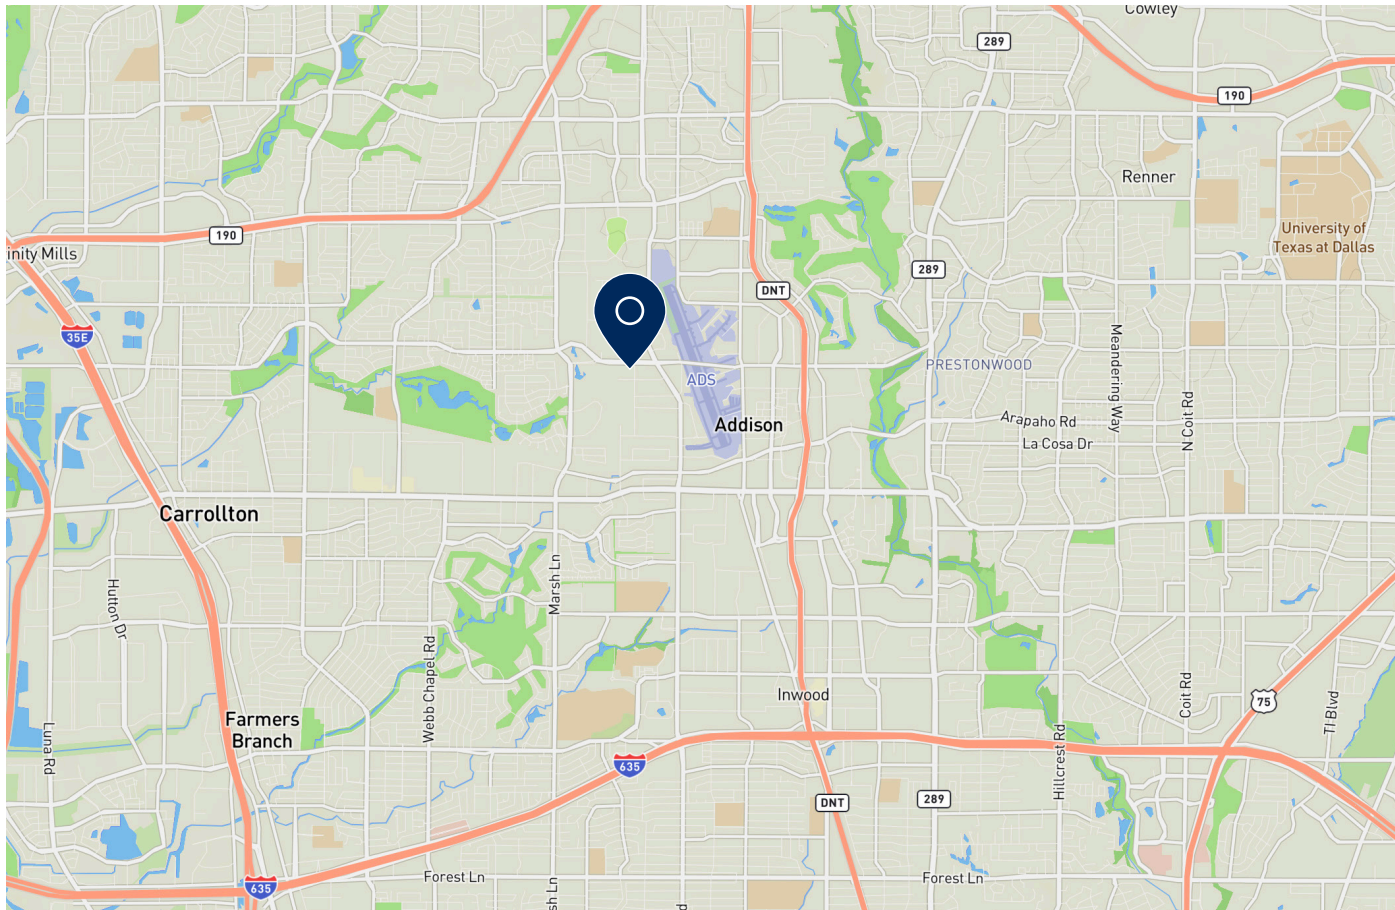 Cowley
289
190
Renner
University of
Texas at Dallas
190
inity Mills
289
DNT
35E
PRESTONWOOD
ADS
Meandering Way
N Coit Rd
Arapaho Rd
Addison
La Cosa Dr
Carrollton
Marsh Ln
Hutton Dr
Webb Chapel Rd
Inwood
Coit Rd
75
TI Blvd
Farmers
Branch
Luna Rd
Hillcrest Rd
635
DNT
289
Forest Ln
Forest Ln
635
sh Ln
d